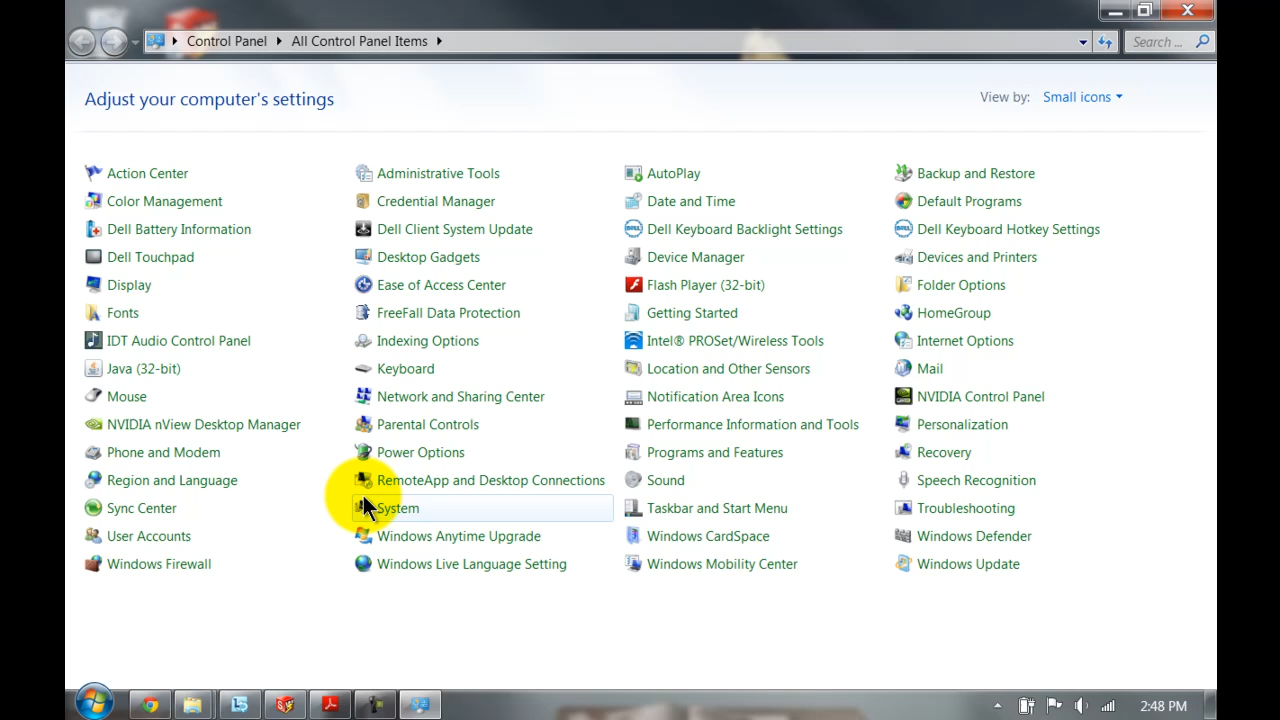 Control Panel All Control Panel Items Search ...
Adjust your computer's settings
View by: Small icons
Action Center Administrative Tools AutoPlay Backup and Restore
Color Management Credential Manager Date and Time Default Programs
Dell Battery Information Dell Client System Update Dell Keyboard Backlight Settings Dell Keyboard Hotkey Settings
Dell Touchpad Desktop Gadgets Device Manager Devices and Printers
Display Ease of Access Center Flash Player (32-bit) Folder Options
Fonts FreeFall Data Protection Getting Started HomeGroup
IDT Audio Control Panel Indexing Options Intel® PROSet/Wireless Tools Internet Options
Java (32-bit) Keyboard Location and Other Sensors Mail
Mouse Network and Sharing Center Notification Area Icons NVIDIA Control Panel
NVIDIA nView Desktop Manager Parental Controls Performance Information and Tools Personalization
Phone and Modem Power Options Programs and Features Recovery
Region and Language RemoteApp and Desktop Connections Sound Speech Recognition
Sync Center System Taskbar and Start Menu Troubleshooting
User Accounts Windows Anytime Upgrade Windows CardSpace Windows Defender
Windows Firewall Windows Live Language Setting Windows Mobility Center Windows Update
2:48 PM